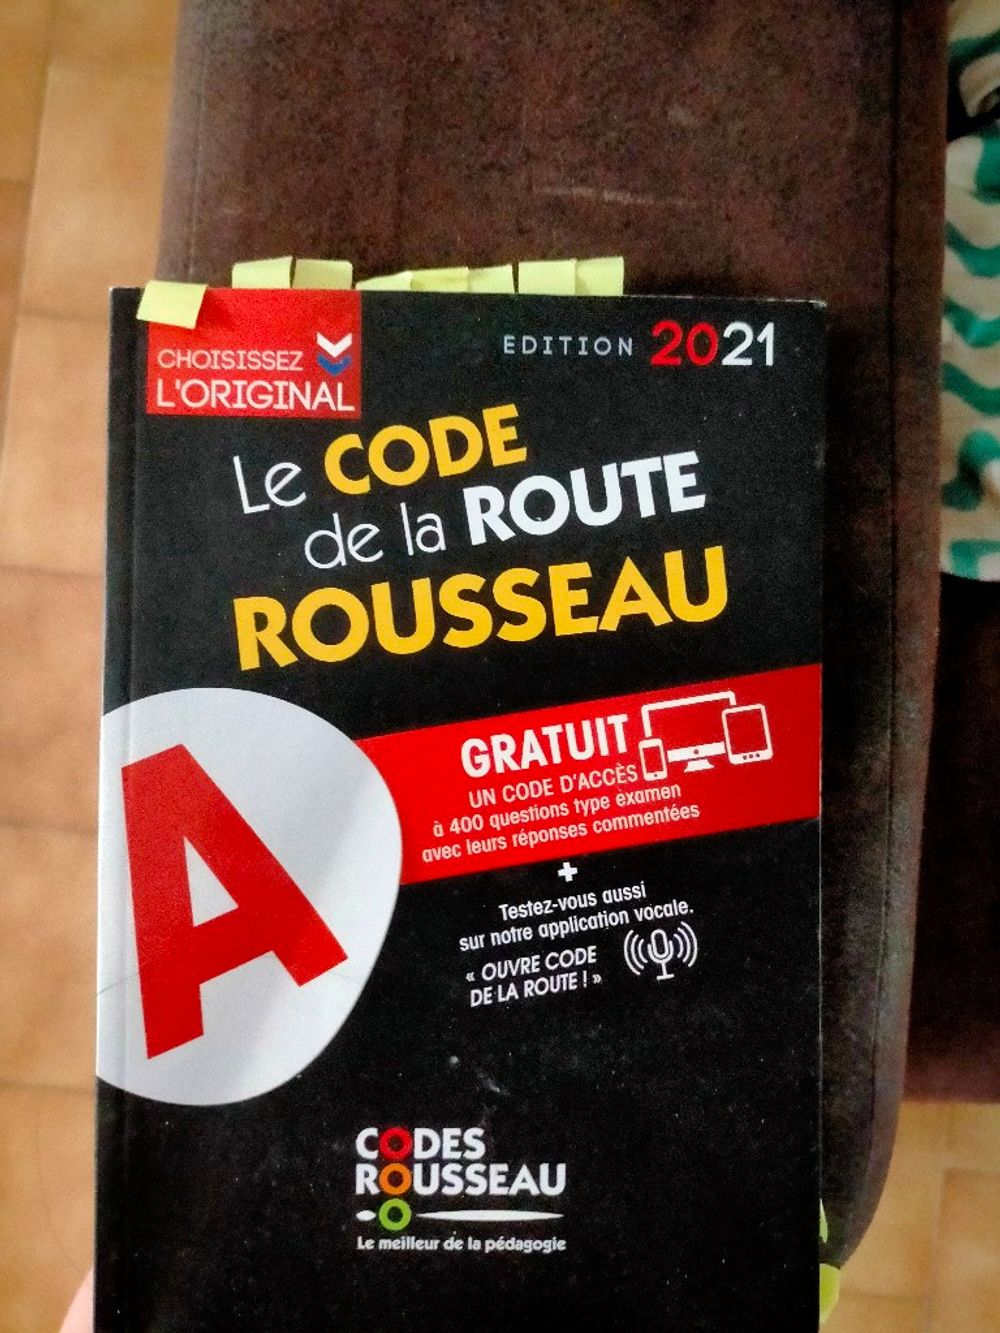 CHOISISSEZ
L'ORIGINAL
EDITION 2021
Le CODE
de la ROUTE
ROUSSEAU
A
GRATUIT
UN CODE D'ACCÈS
à 400 questions type examen
avec leurs réponses commentées
+
Testez-vous aussi
sur notre application vocale.
« OUVRE CODE
DE LA ROUTE ! »
CODES
ROUSSEAU
Le meilleur de la pédagogie